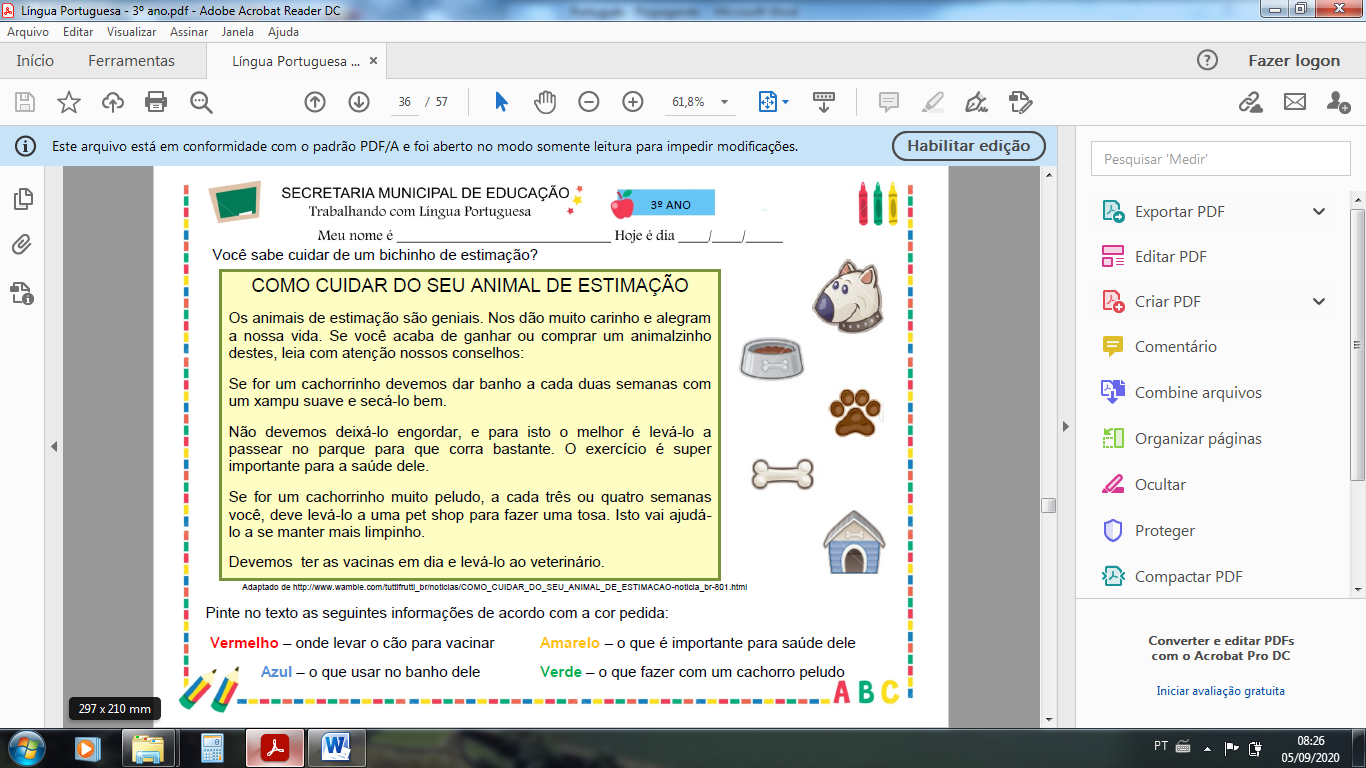 Língua Portuguesa - 3º ano.pdf - Adobe Acrobat Reader DC
Arquivo Editar Visualizar Assinar Janela Ajuda
Início Ferramentas Língua Portuguesa ... × Fazer logon
36 / 57 61,8%
Este arquivo está em conformidade com o padrão PDF/A e foi aberto no modo somente leitura para impedir modificações. Habilitar edição
SECRETARIA MUNICIPAL DE EDUCAÇÃO
Trabalhando com Língua Portuguesa
3º ANO
Meu nome é ____________________________ Hoje é dia ____/____/_____
Você sabe cuidar de um bichinho de estimação?
COMO CUIDAR DO SEU ANIMAL DE ESTIMAÇÃO
Os animais de estimação são geniais. Nos dão muito carinho e alegram
a nossa vida. Se você acaba de ganhar ou comprar um animalzinho
destes, leia com atenção nossos conselhos:
Se for um cachorrinho devemos dar banho a cada duas semanas com
um xampu suave e secá-lo bem.
Não devemos deixá-lo engordar, e para isto o melhor é levá-lo a
passear no parque para que corra bastante. O exercício é super
importante para a saúde dele.
Se for um cachorrinho muito peludo, a cada três ou quatro semanas
você, deve levá-lo a uma pet shop para fazer uma tosa. Isto vai ajudá-
lo a se manter mais limpinho.
Devemos ter as vacinas em dia e levá-lo ao veterinário.
Adaptado de http://www.wamble.com/tuttifrutti_br/noticias/COMO_CUIDAR_DO_SEU_ANIMAL_DE_ESTIMACAO-noticia_br-801.html
Pinte no texto as seguintes informações de acordo com a cor pedida:
Vermelho – onde levar o cão para vacinar Amarelo – o que é importante para saúde dele
Azul – o que usar no banho dele Verde – o que fazer com um cachorro peludo
A B C
297 x 210 mm
Pesquisar 'Medir'
Exportar PDF
Editar PDF
Criar PDF
Comentário
Combine arquivos
Organizar páginas
Ocultar
Proteger
Compactar PDF
Converter e editar PDFs
com o Acrobat Pro DC
Iniciar avaliação gratuita
PT
08:26
05/09/2020